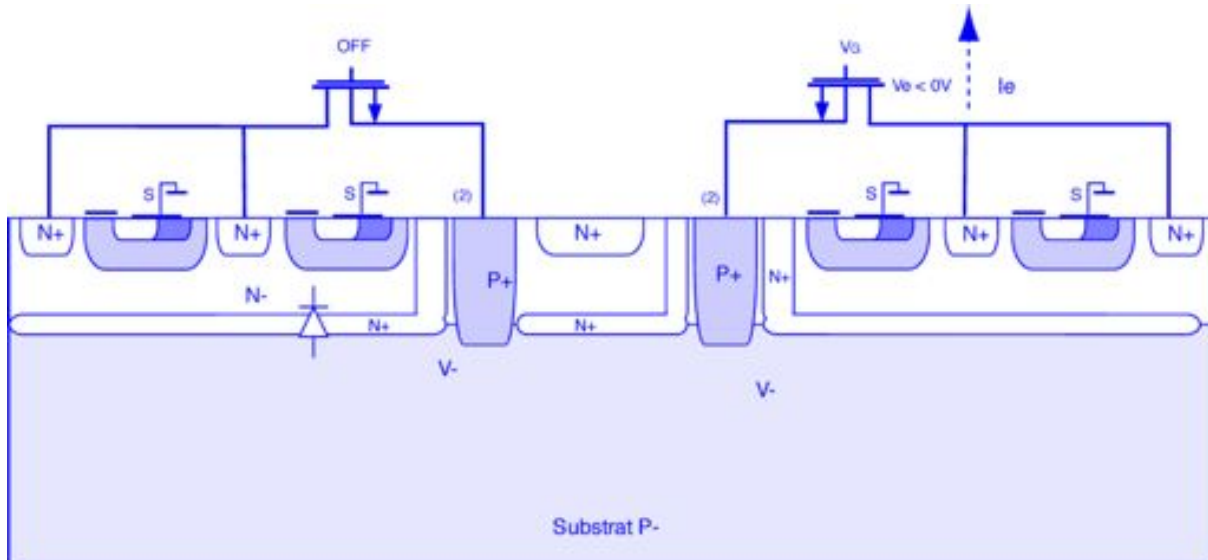 OFF
VG
Ve < 0V
Ie
S
S
(2)
(2)
S
S
N+
N+
P+
N+
P+
N+
N+
N+
N-
N+
N+
V-
V-
Substrat P-